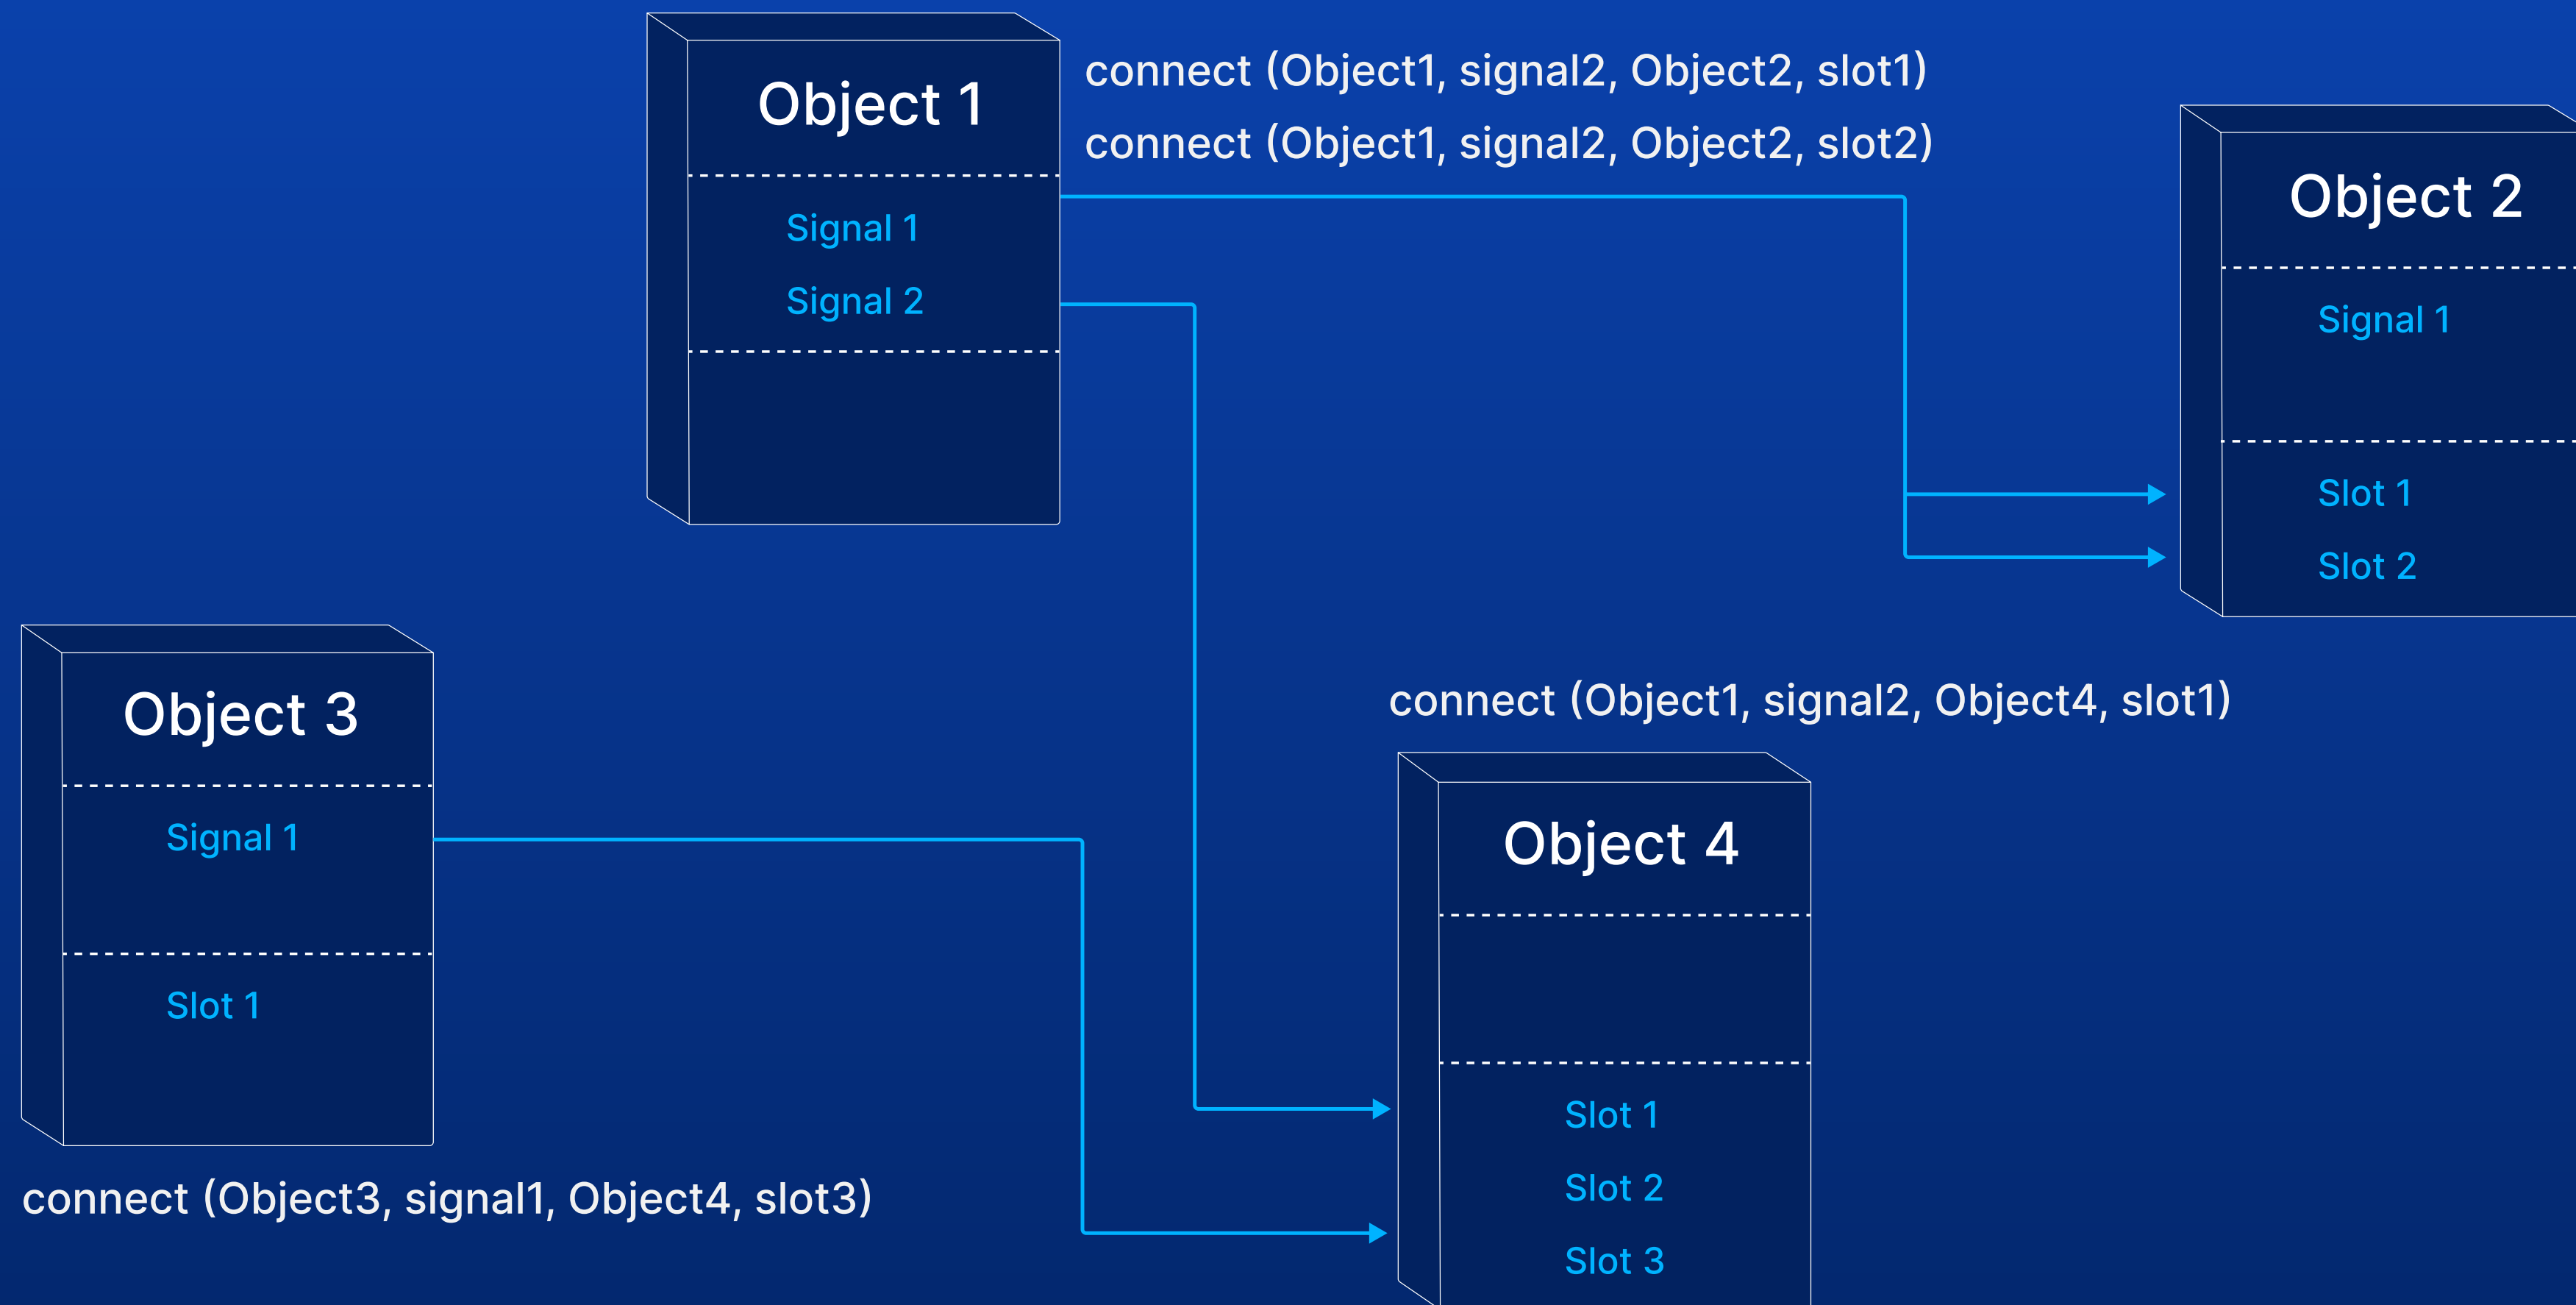 Object 1
Signal 1
Signal 2
connect (Object1, signal2, Object2, slot1)
connect (Object1, signal2, Object2, slot2)
Object 2
Signal 1
Slot 1
Slot 2
Object 3
Signal 1
Slot 1
connect (Object3, signal1, Object4, slot3)
connect (Object1, signal2, Object4, slot1)
Object 4
Slot 1
Slot 2
Slot 3